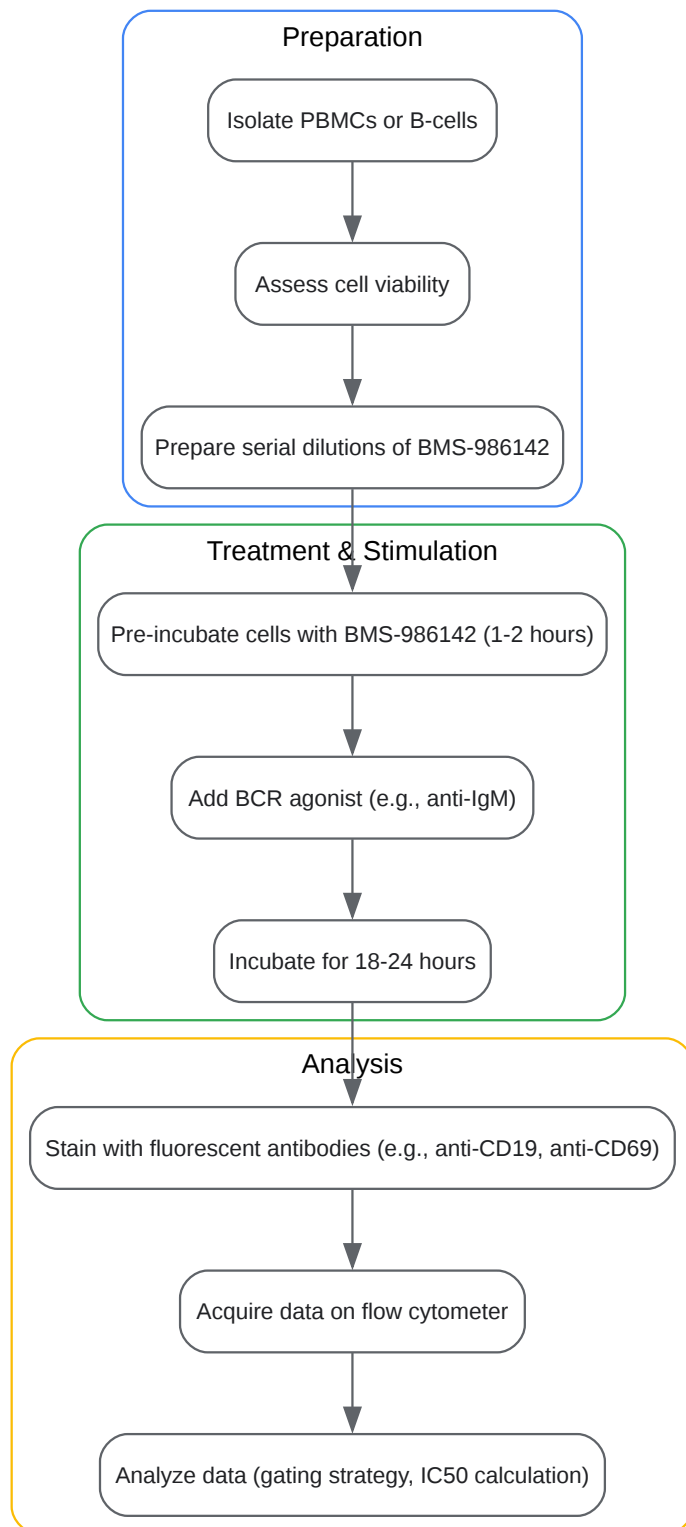 Preparation
Isolate PBMCs or B-cells
Assess cell viability
Prepare serial dilutions of BMS-986142
Treatment & Stimulation
Pre-incubate cells with BMS-986142 (1-2 hours)
Add BCR agonist (e.g., anti-IgM)
Incubate for 18-24 hours
Analysis
Stain with fluorescent antibodies (e.g., anti-CD19, anti-CD69)
Acquire data on flow cytometer
Analyze data (gating strategy, IC50 calculation)